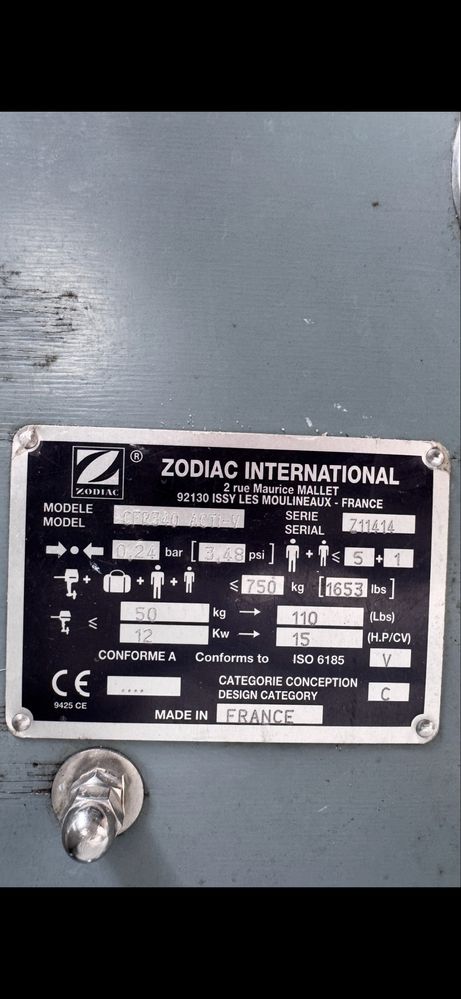 ZODIAC ® ZODIAC INTERNATIONAL
2 rue Maurice MALLET
92130 ISSY LES MOULINEAUX - FRANCE
MODELE
MODEL
SERIE
SERIAL Z11414
0,24 bar [ 3,48 psi ] + ≤ 5 + 1
+ + + ≤ 750 kg [ 1653 lbs ]
≤ 50 kg → 110 (Lbs)
12 Kw → 15 (H.P/CV)
CONFORME A Conforms to ISO 6185 V
CE ....
9425 CE
CATEGORIE CONCEPTION
DESIGN CATEGORY C
MADE IN FRANCE